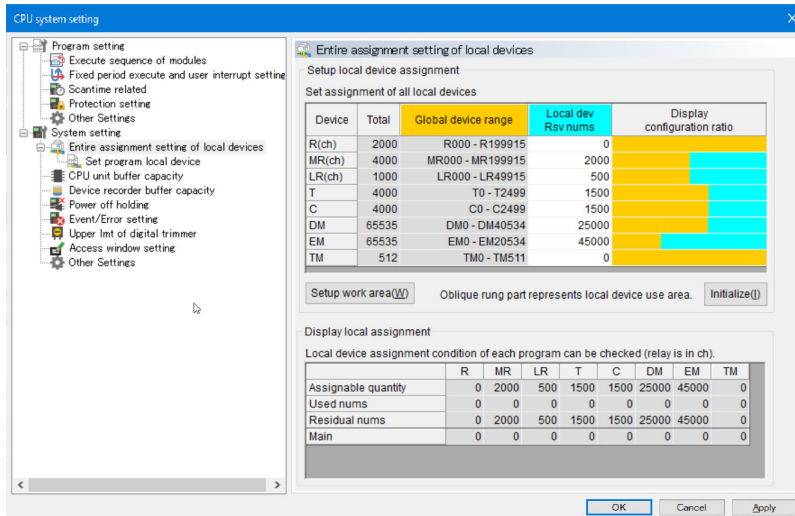 CPU system setting
Program setting
Execute sequence of modules
Fixed period execute and user interrupt setting
Scantime related
Protection setting
Other Settings
System setting
Entire assignment setting of local devices
Set program local device
CPU unit buffer capacity
Device recorder buffer capacity
Power off holding
Event/Error setting
Upper lmt of digital trimmer
Access window setting
Other Settings
Entire assignment setting of local devices
Setup local device assignment
Set assignment of all local devices
Device Total Global device range Local dev Rsv nums Display configuration ratio
R(ch) 2000 R000 - R199915 0
MR(ch) 4000 MR000 - MR199915 2000
LR(ch) 1000 LR000 - LR49915 500
T 4000 T0 - T2499 1500
C 4000 C0 - C2499 1500
DM 65535 DM0 - DM40534 25000
EM 65535 EM0 - EM20534 45000
TM 512 TM0 - TM511 0
Setup work area(W) Oblique rung part represents local device use area. Initialize(I)
Display local assignment
Local device assignment condition of each program can be checked (relay is in ch).
R MR LR T C DM EM TM
Assignable quantity 0 2000 500 1500 1500 25000 45000 0
Used nums 0 0 0 0 0 0 0 0
Residual nums 0 2000 500 1500 1500 25000 45000 0
Main 0 0 0 0 0 0 0 0
OK Cancel Apply